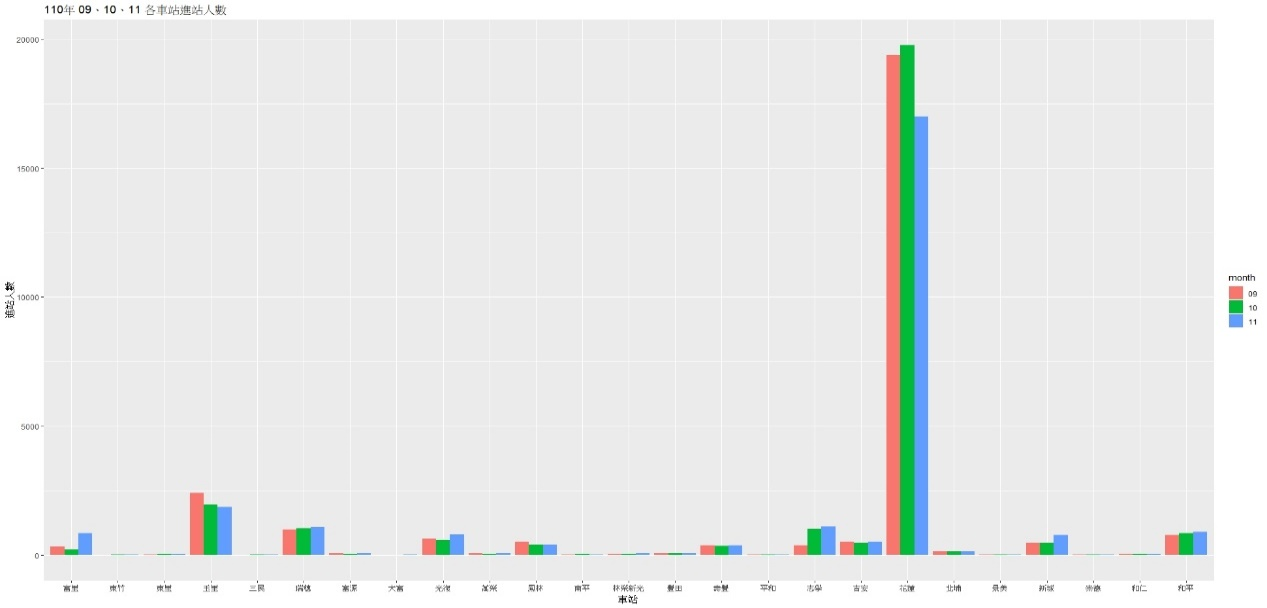 110年 09、10、11 各車站進站人數
20000
15000
10000
5000
0
進站人數
富里 東竹 東里 玉里 三民 瑞穗 富源 大富 光復 萬榮 鳳林 南平 林榮新光 豐田 壽豐 平和 志學 吉安 花蓮 北埔 景美 新城 崇德 和仁 和平
車站
month
09
10
11